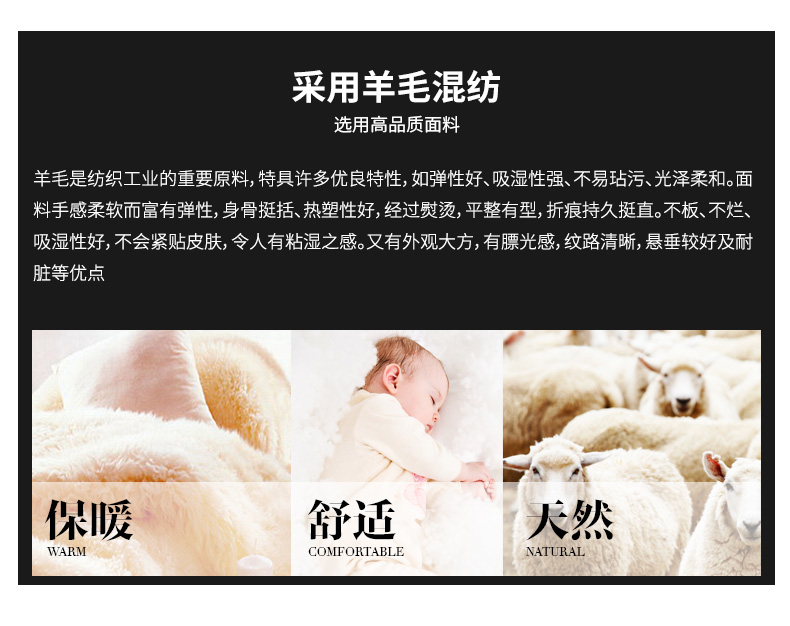 采用羊毛混纺
选用高品质面料
羊毛是纺织工业的重要原料，特具许多优良特性，如弹性好、吸湿性强、不易玷污、光泽柔和。面
料手感柔软而富有弹性，身骨挺括、热塑性好，经过熨烫，平整有型，折痕持久挺直。不板、不烂、
吸湿性好，不会紧贴皮肤，令人有粘湿之感。又有外观大方，有膘光感，纹路清晰，悬垂较好及耐
脏等优点
保暖
WARM
舒适
COMFORTABLE
天然
NATURAL